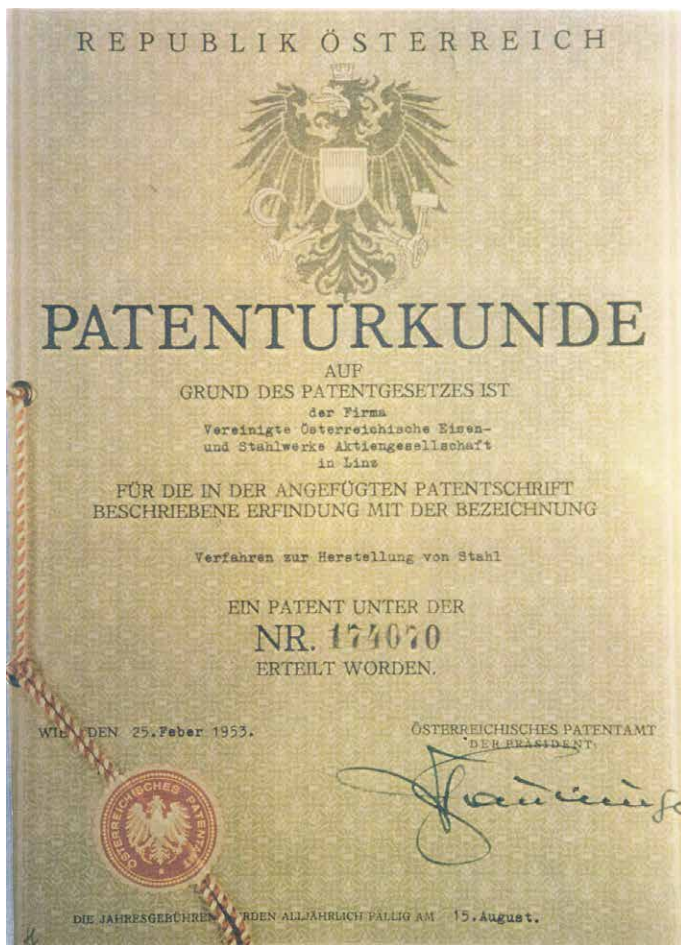 REPUBLIK ÖSTERREICH
PATENTURKUNDE
AUF
GRUND DES PATENTGESETZES IST
der Firma
Vereinigte Österreichische Eisen-
und Stahlwerke Aktiengesellschaft
in Linz
FÜR DIE IN DER ANGEFÜGTEN PATENTSCHRIFT
BESCHRIEBENE ERFINDUNG MIT DER BEZEICHNUNG
Verfahren zur Herstellung von Stahl
EIN PATENT UNTER DER
NR. 174070
ERTEILT WORDEN.
DEN 25.Feber 1953.
ÖSTERREICHISCHES PATENTAMT
DER PRÄSIDENT:
ÖSTERREICHISCHES PATENTAMT
DIE JAHRESGEBÜHREN WERDEN ALLJÄHRLICH FÄLLIG AM 15.August.